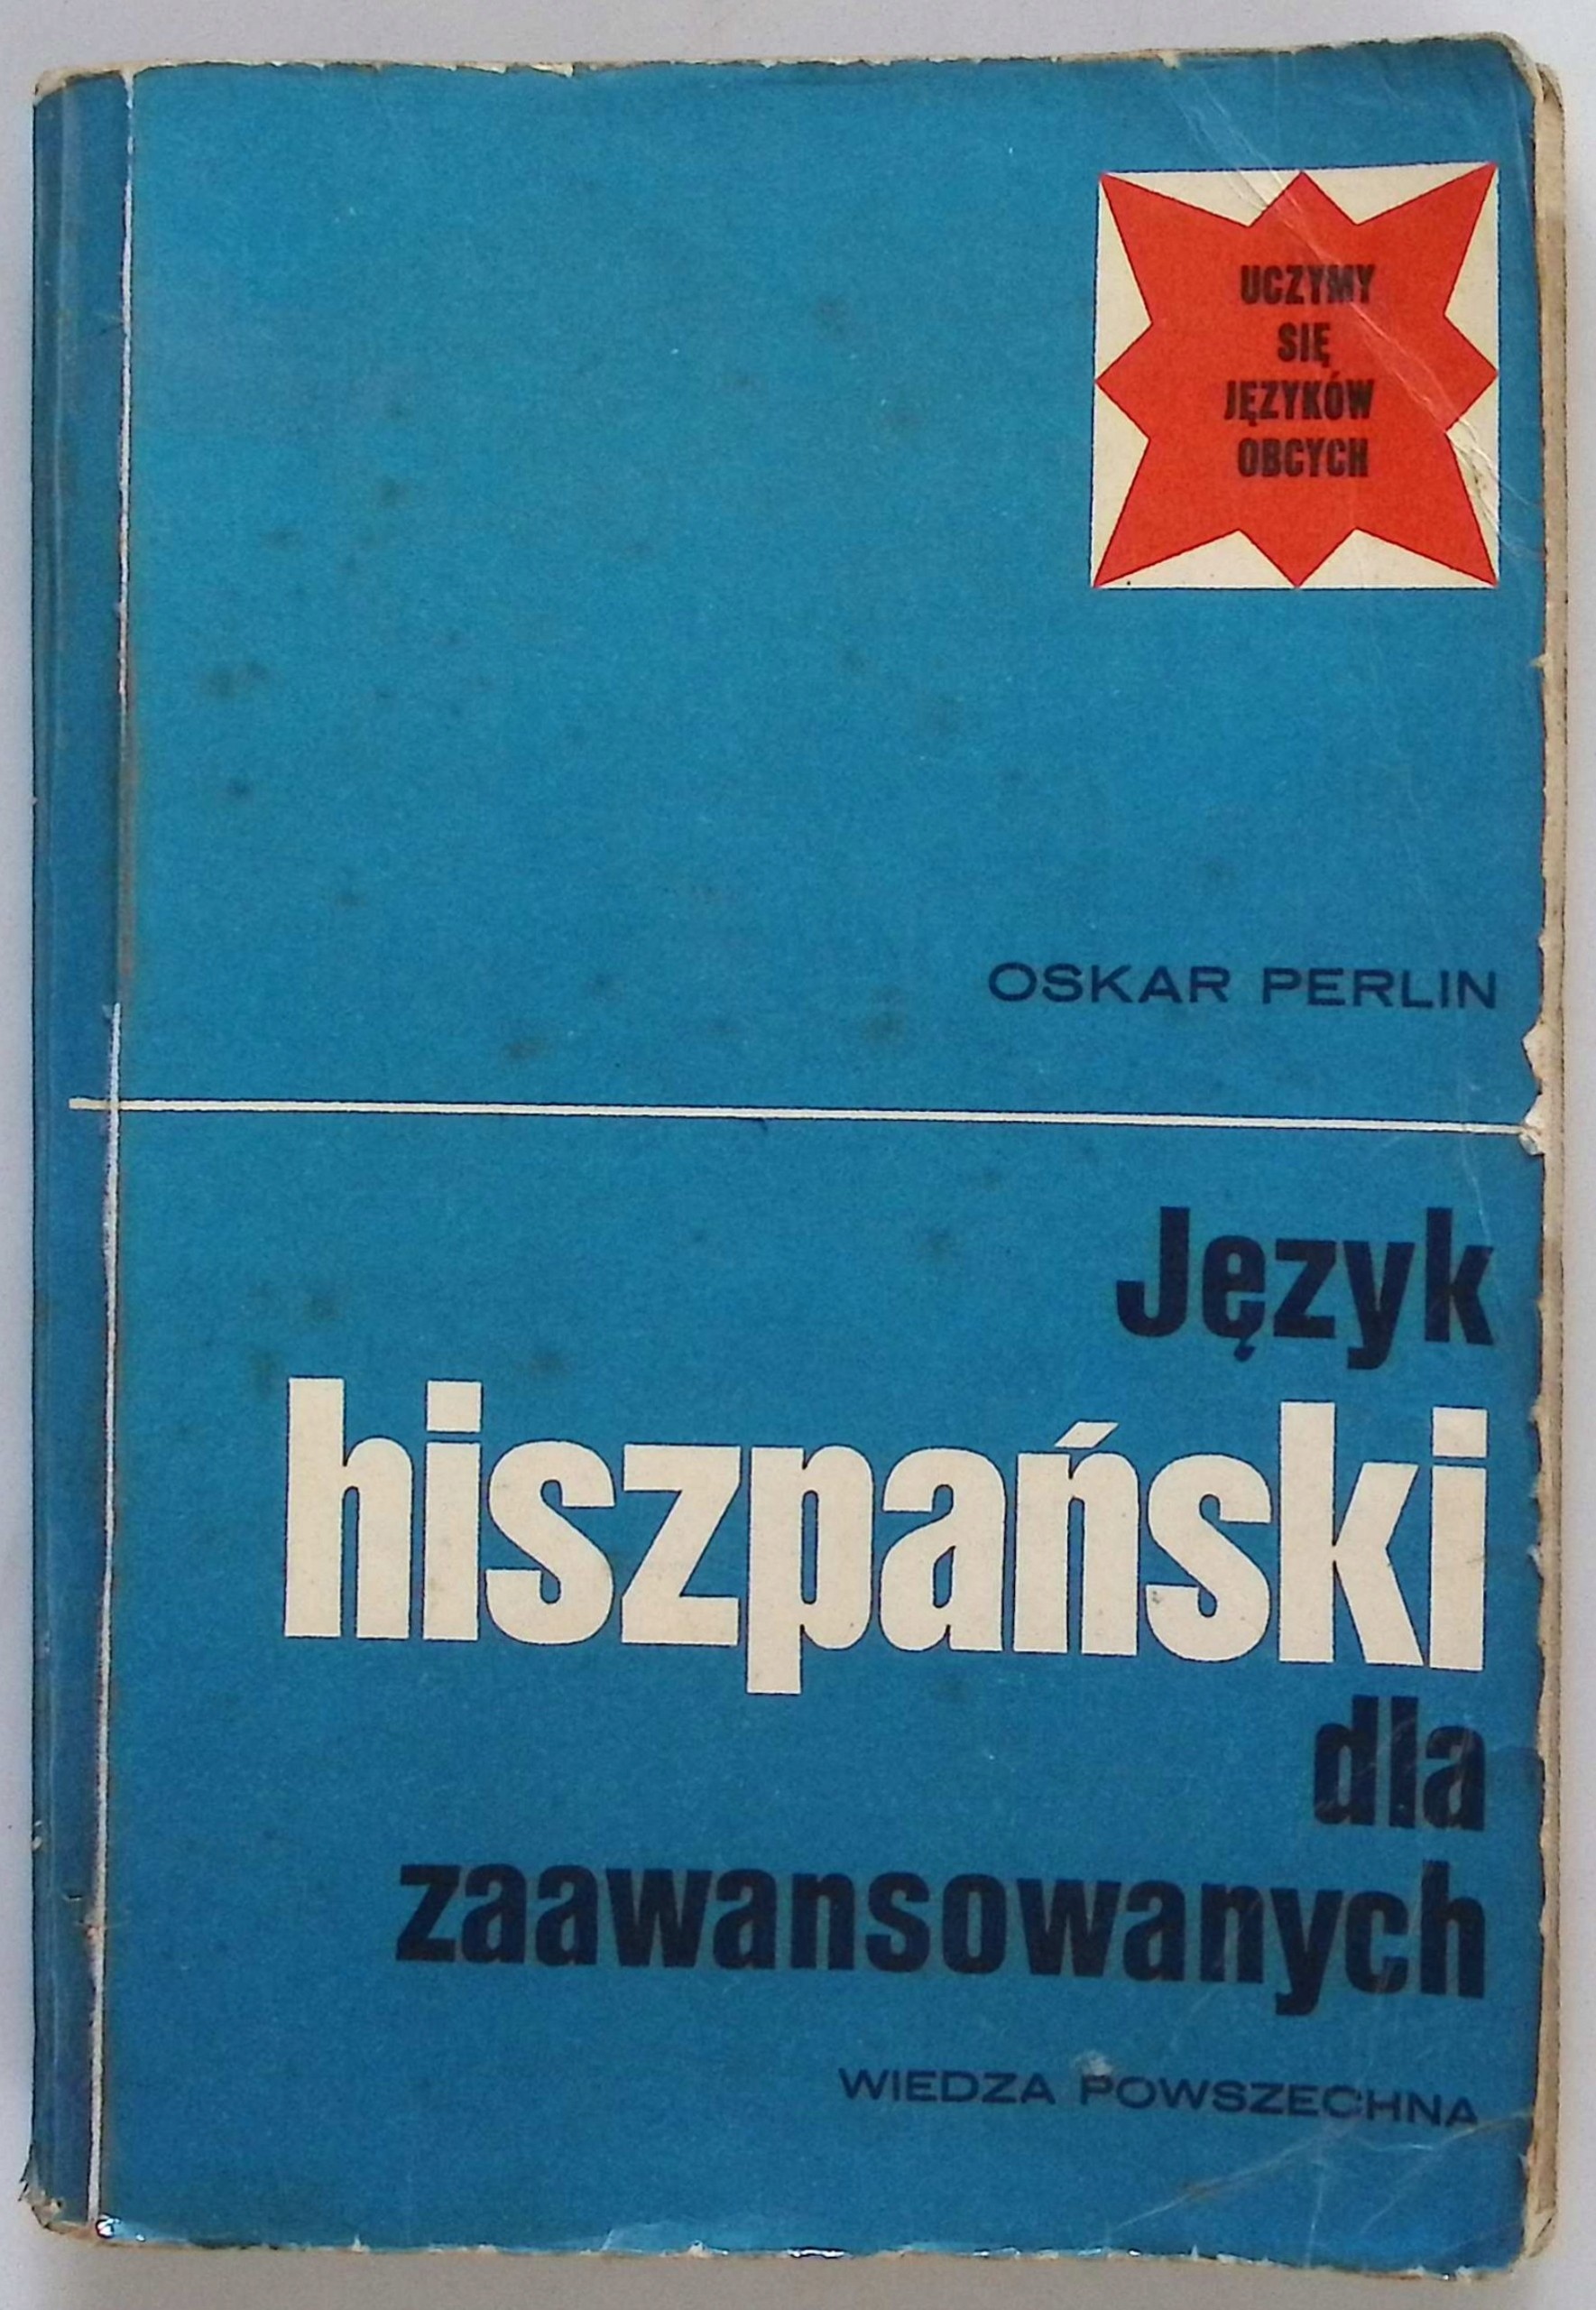 UCZYMY
SIĘ
JĘZYKÓW
OBCYCH
OSKAR PERLIN
Język
hiszpański
dla
zaawansowanych
WIEDZA POWSZECHNA